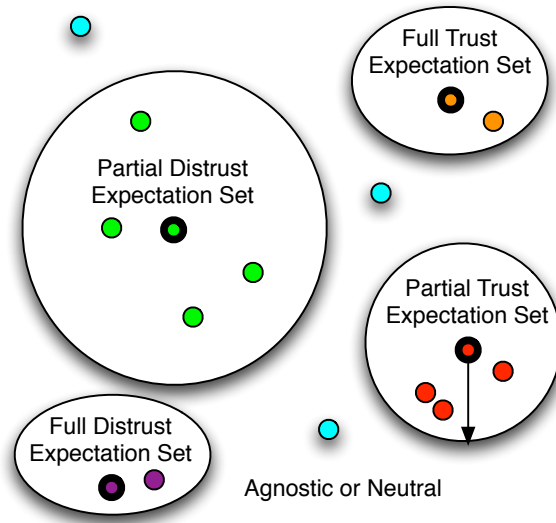 Full Trust
Expectation Set
Partial Distrust
Expectation Set
Partial Trust
Expectation Set
Full Distrust
Expectation Set
Agnostic or Neutral